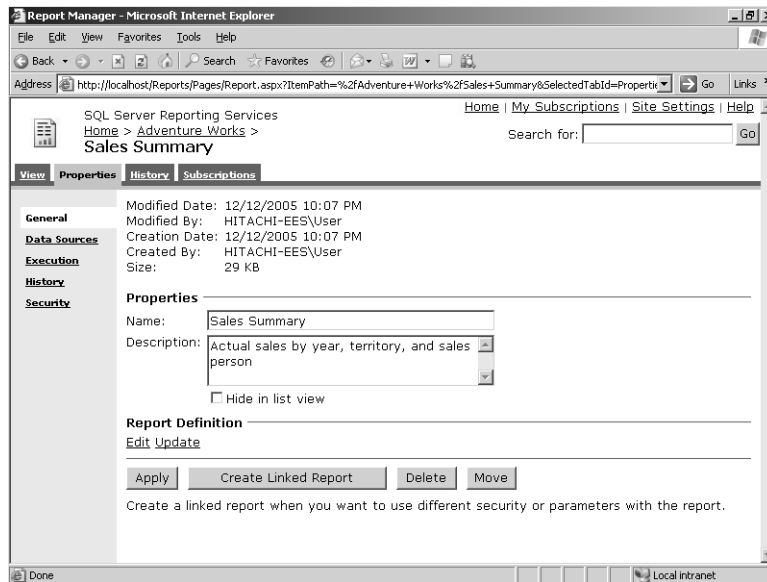 Report Manager - Microsoft Internet Explorer
File Edit View Favorites Tools Help
Back Search Favorites
Address http://localhost/Reports/Pages/Report.aspx?ItemPath=%2fAdventure+Works%2fSales+Summary&SelectedTabId=Properti Go Links
Home | My Subscriptions | Site Settings | Help
SQL Server Reporting Services
Home > Adventure Works >
Sales Summary
Search for: Go
View Properties History Subscriptions
General
Data Sources
Execution
History
Security
Modified Date: 12/12/2005 10:07 PM
Modified By: HITACHI-EES\User
Creation Date: 12/12/2005 10:07 PM
Created By: HITACHI-EES\User
Size: 29 KB
Properties
Name: Sales Summary
Description: Actual sales by year, territory, and sales
person
Hide in list view
Report Definition
Edit Update
Apply Create Linked Report Delete Move
Create a linked report when you want to use different security or parameters with the report.
Done Local intranet